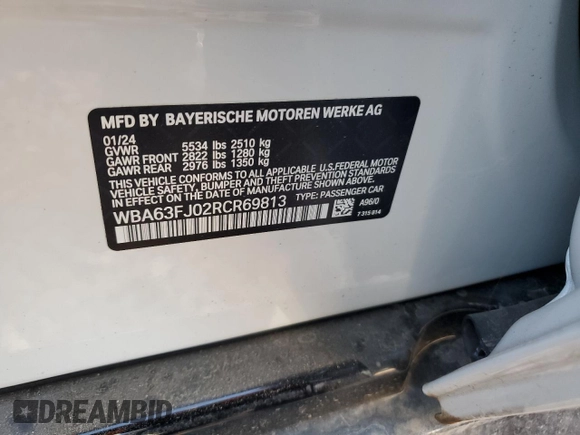 MFD BY BAYERISCHE MOTOREN WERKE AG
01/24
GVWR 5534 lbs 2510 kg
GAWR FRONT 2822 lbs 1280 kg
GAWR REAR 2976 lbs 1350 kg
THIS VEHICLE CONFORMS TO ALL APPLICABLE U.S.FEDERAL MOTOR
VEHICLE SAFETY, BUMPER AND THEFT PREVENTION STANDARDS
IN EFFECT ON THE DATE OF MANUFACTURE SHOWN ABOVE.
WBA63FJ02RCR69813 TYPE: PASSENGER CAR
A96/0
7 315 814
DREAMBID